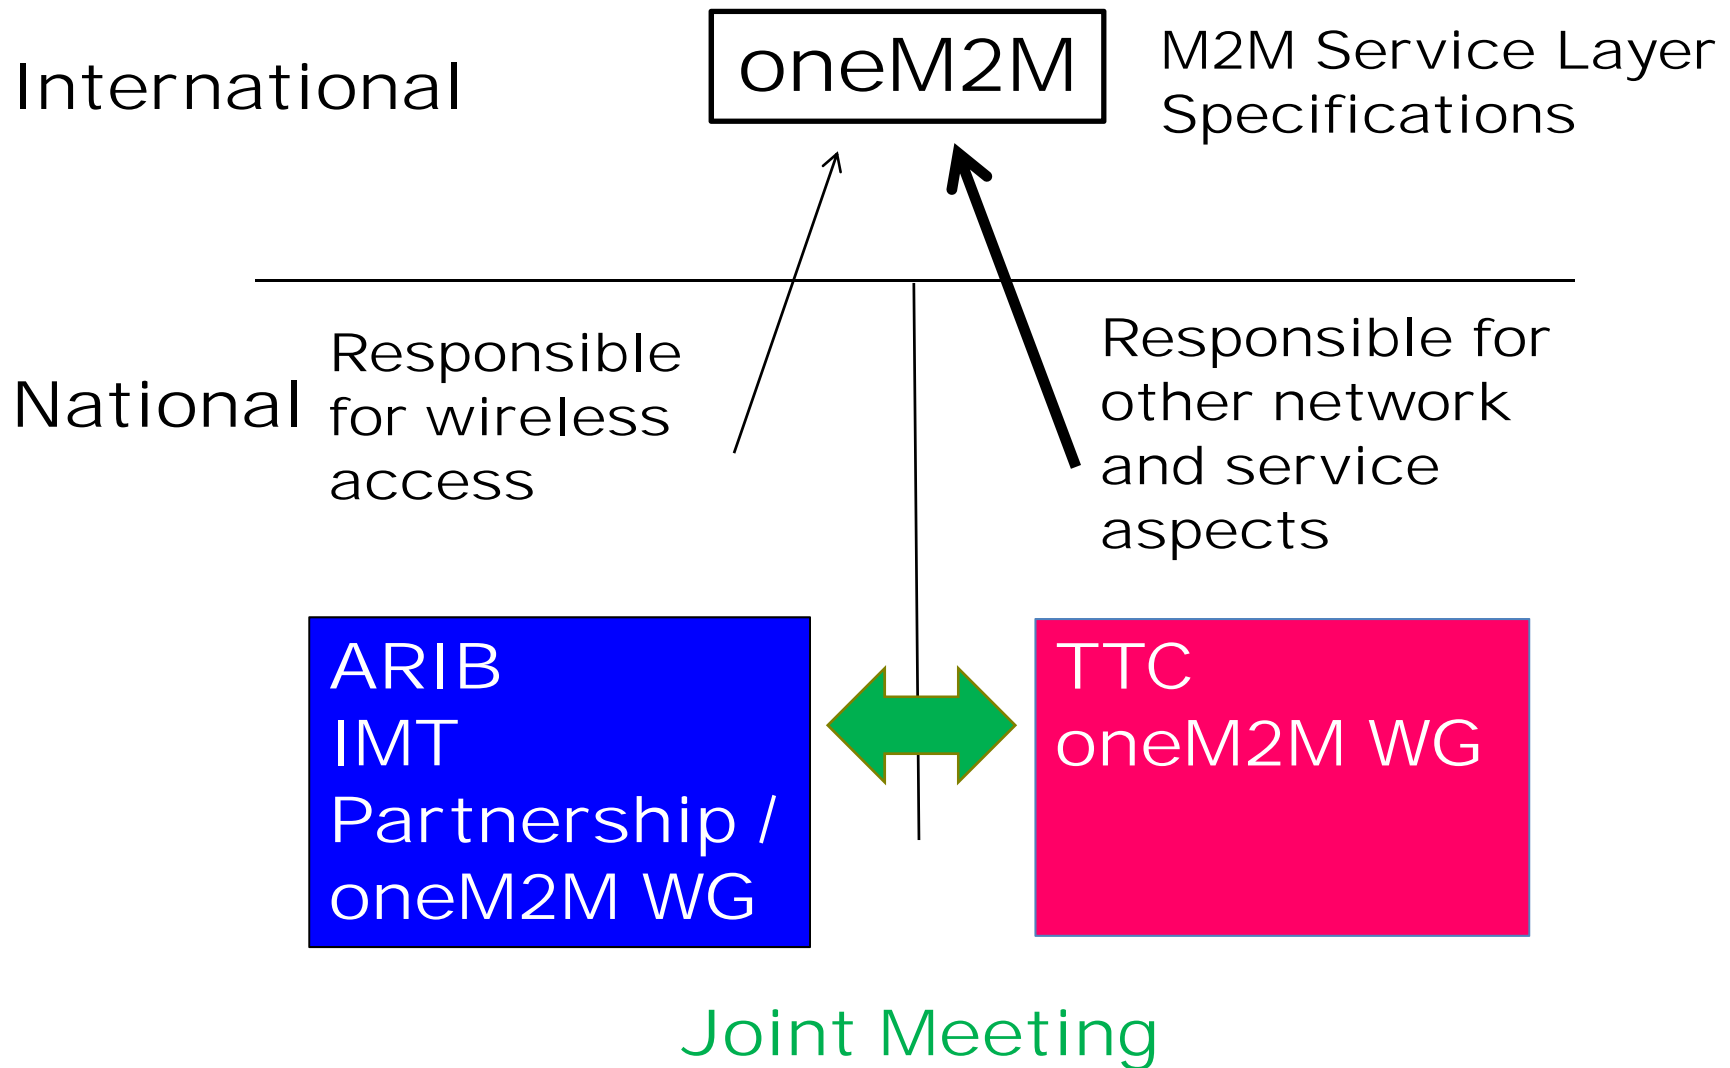 International
oneM2M
M2M Service Layer
Specifications
National
Responsible
for wireless
access
Responsible for
other network
and service
aspects
ARIB
IMT
Partnership /
oneM2M WG
TTC
oneM2M WG
Joint Meeting